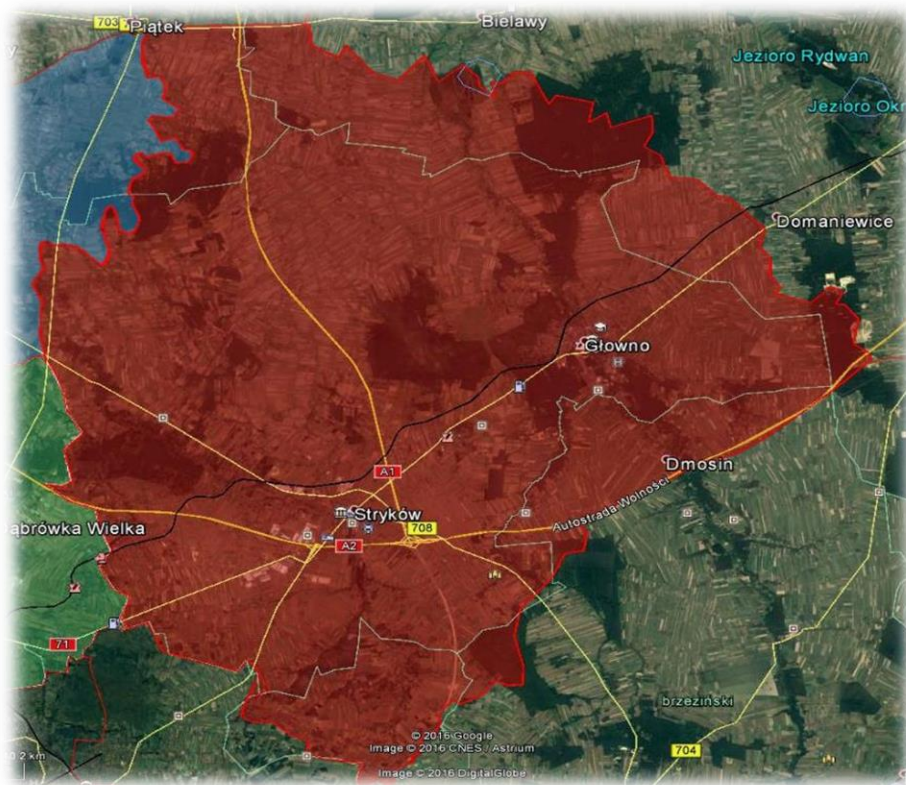 703
Piątek
Bielawy
Jezioro Rydwan
Jezioro Okr
Domaniewice
Głowno
A1
Dmosin
Stryków
Autostrada Wolności
708
ąbrówka Wielka
A2
71
brzeziński
© 2016 Google
Image © 2016 CNES / Astrium
704
Image © 2016 DigitalGlobe